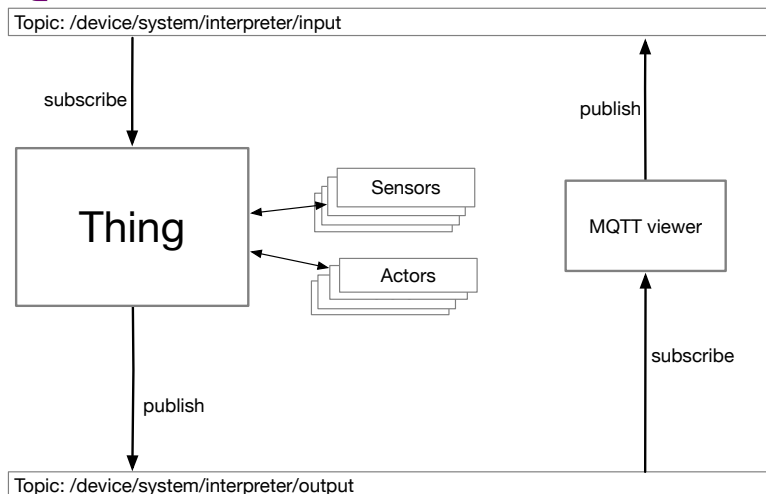 Topic: /device/system/interpreter/input
subscribe
publish
Sensors
Thing
MQTT viewer
Actors
subscribe
publish
Topic: /device/system/interpreter/output